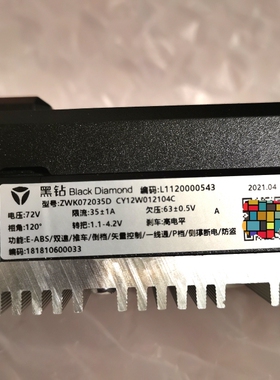 黑钻 Black Diamond 编码:L1120000543
2021.04
型号:ZWK072035D CY12W012104C
电压:72V 限流:35±1A 欠压:63±0.5V A
相角:120° 转把:1.1-4.2V 刹车:高电平
功能:E-ABS/双速/推车/倒档/矢量控制/一线通/P档/侧撑断电/防盗
编码:181810600033